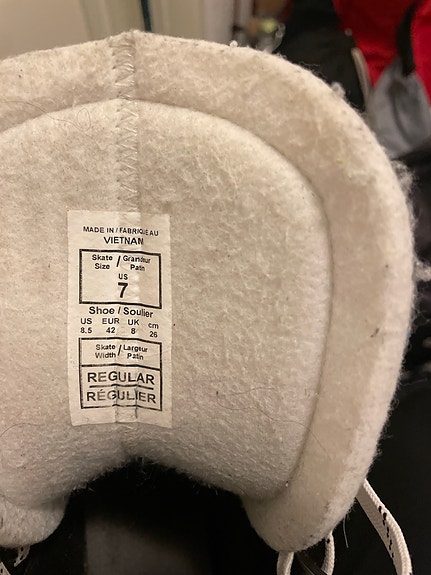 MADE IN / FABRIQUÉ AU
VIETNAN
Skate / Grandeur
Size / Patin
US
7
Shoe / Soulier
US EUR UK cm
8.5 42 8 26
Skate / Largeur
Width / Patin
REGULAR
RÉGULIER